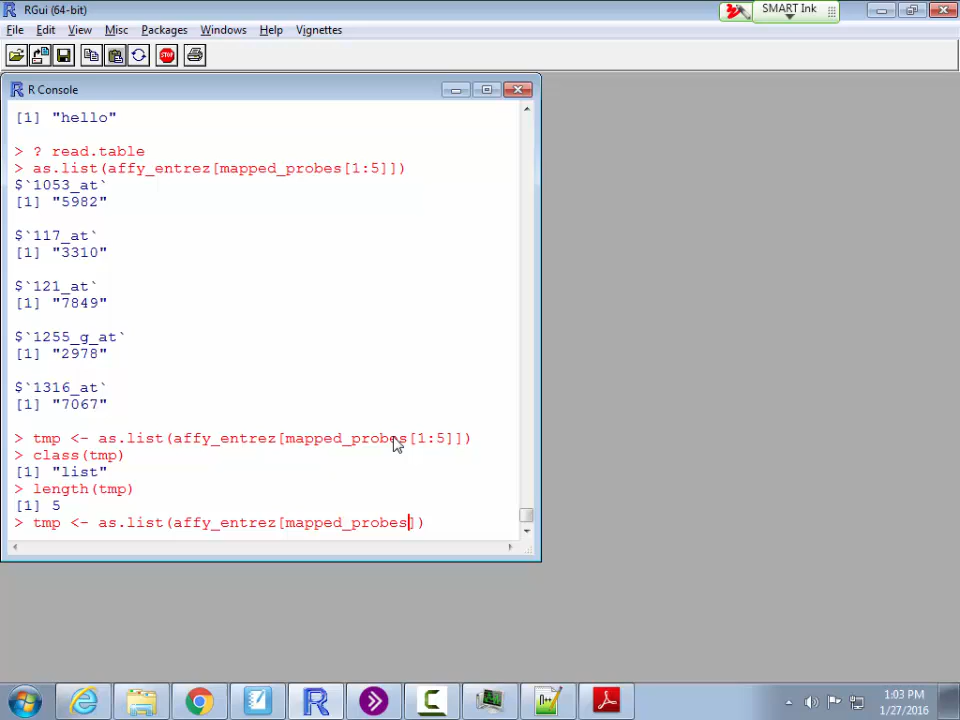 RGui (64-bit)
SMART Ink
File Edit View Misc Packages Windows Help Vignettes
STOP
R Console
[1] "hello"
> ? read.table
> as.list(affy_entrez[mapped_probes[1:5]])
$`1053_at`
[1] "5982"
$`117_at`
[1] "3310"
$`121_at`
[1] "7849"
$`1255_g_at`
[1] "2978"
$`1316_at`
[1] "7067"
> tmp <- as.list(affy_entrez[mapped_probes[1:5]])
> class(tmp)
[1] "list"
> length(tmp)
[1] 5
> tmp <- as.list(affy_entrez[mapped_probes])
1:03 PM
1/27/2016